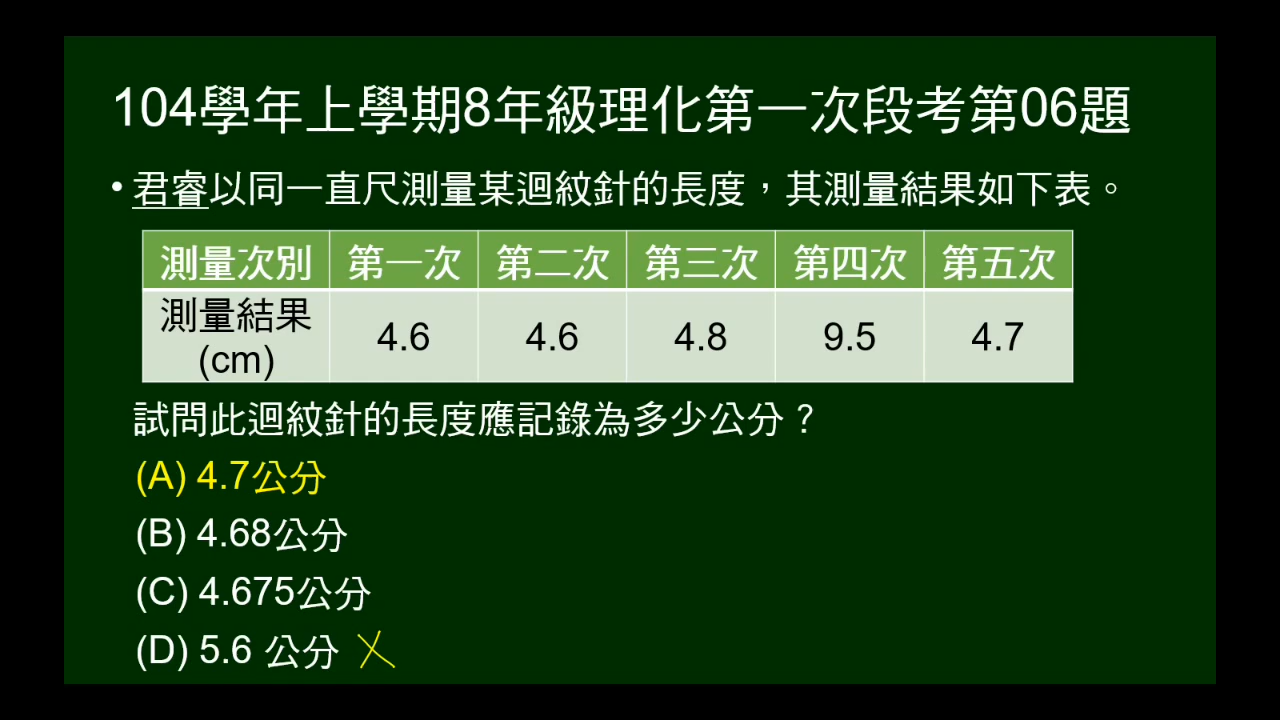 104學年上學期8年級理化第一次段考第06題
•君睿以同一直尺測量某迴紋針的長度，其測量結果如下表。
測量次別 第一次 第二次 第三次 第四次 第五次
測量結果
(cm) 4.6 4.6 4.8 9.5 4.7
試問此迴紋針的長度應記錄為多少公分？
(A) 4.7公分
(B) 4.68公分
(C) 4.675公分
(D) 5.6 公分